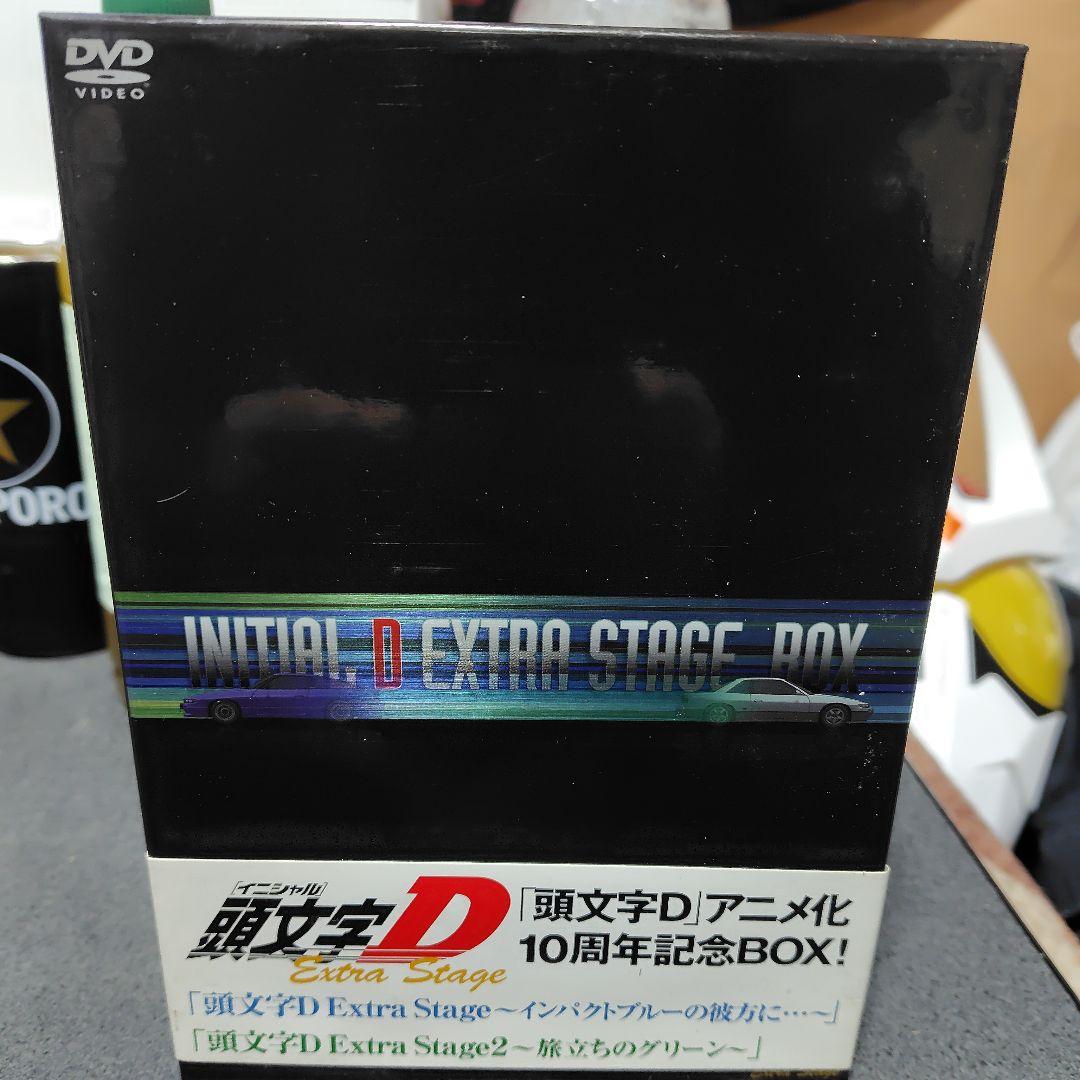 DVD
VIDEO
PORO
INITIAL D EXTRA STAGE BOX
[イニシャル]
頭文字D
Extra Stage
「頭文字D」アニメ化
10周年記念BOX!
「頭文字D Extra Stage～インパクトブルーの彼方に…～」
「頭文字D Extra Stage2～旅立ちのグリーン～」
Extra Stage